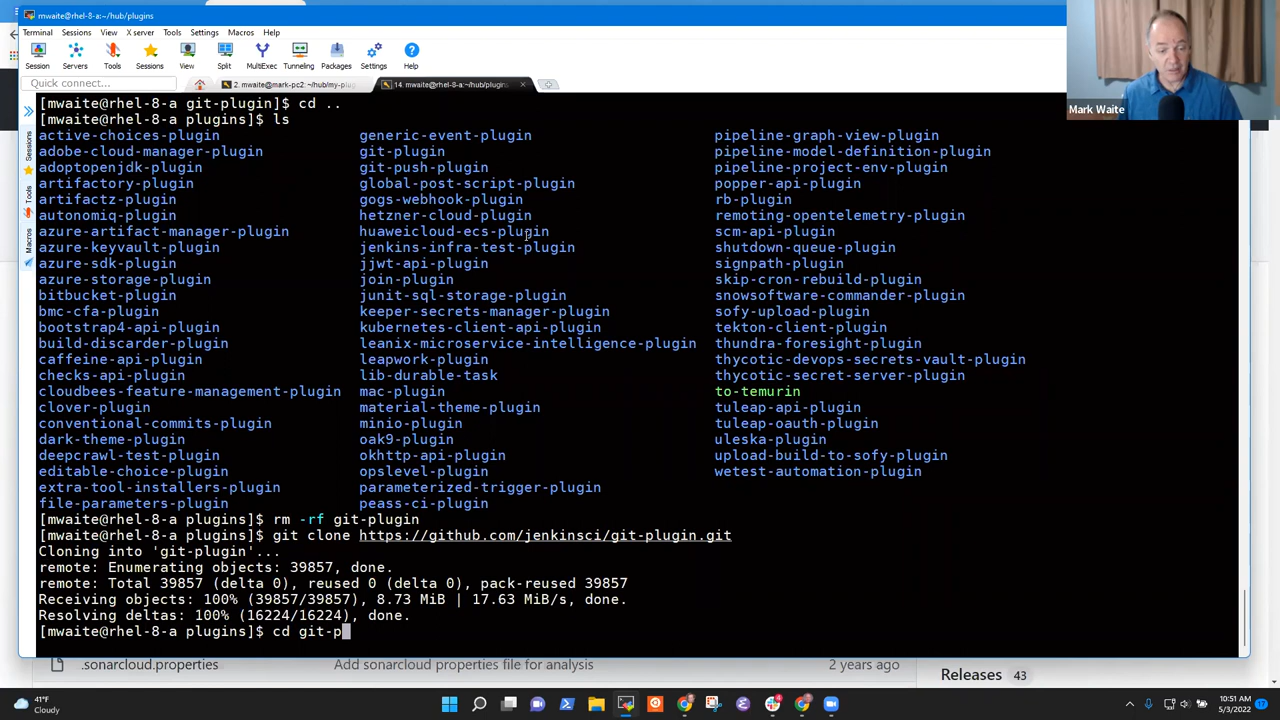 mwaite@rhel-8-a:~/hub/plugins
Terminal Sessions View X server Tools Settings Macros Help
Session Servers Tools Sessions View Split MultiExec Tunneling Packages Settings Help
Quick connect...
2. mwaite@mark-pc2: ~/hub/my-plug
14. mwaite@rhel-8-a:~/hub/plugins
Mark Waite
Sessions
Tools
Macros
[mwaite@rhel-8-a git-plugin]$ cd ..
[mwaite@rhel-8-a plugins]$ ls
active-choices-plugin generic-event-plugin pipeline-graph-view-plugin
adobe-cloud-manager-plugin git-plugin pipeline-model-definition-plugin
adoptopenjdk-plugin git-push-plugin pipeline-project-env-plugin
artifactory-plugin global-post-script-plugin popper-api-plugin
artifactz-plugin gogs-webhook-plugin rb-plugin
autonomiq-plugin hetzner-cloud-plugin remoting-opentelemetry-plugin
azure-artifact-manager-plugin huaweicloud-ecs-plugin scm-api-plugin
azure-keyvault-plugin jenkins-infra-test-plugin shutdown-queue-plugin
azure-sdk-plugin jjwt-api-plugin signpath-plugin
azure-storage-plugin join-plugin skip-cron-rebuild-plugin
bitbucket-plugin junit-sql-storage-plugin snowsoftware-commander-plugin
bmc-cfa-plugin keeper-secrets-manager-plugin sofy-upload-plugin
bootstrap4-api-plugin kubernetes-client-api-plugin tekton-client-plugin
build-discarder-plugin leanix-microservice-intelligence-plugin thundra-foresight-plugin
caffeine-api-plugin leapwork-plugin thycotic-devops-secrets-vault-plugin
checks-api-plugin lib-durable-task thycotic-secret-server-plugin
cloudbees-feature-management-plugin mac-plugin to-temurin
clover-plugin material-theme-plugin tuleap-api-plugin
conventional-commits-plugin minio-plugin tuleap-oauth-plugin
dark-theme-plugin oak9-plugin uleska-plugin
deepcrawl-test-plugin okhttp-api-plugin upload-build-to-sofy-plugin
editable-choice-plugin opslevel-plugin wetest-automation-plugin
extra-tool-installers-plugin parameterized-trigger-plugin
file-parameters-plugin peass-ci-plugin
[mwaite@rhel-8-a plugins]$ rm -rf git-plugin
[mwaite@rhel-8-a plugins]$ git clone https://github.com/jenkinsci/git-plugin.git
Cloning into 'git-plugin'...
remote: Enumerating objects: 39857, done.
remote: Total 39857 (delta 0), reused 0 (delta 0), pack-reused 39857
Receiving objects: 100% (39857/39857), 8.73 MiB | 17.63 MiB/s, done.
Resolving deltas: 100% (16224/16224), done.
[mwaite@rhel-8-a plugins]$ cd git-p
.sonarcloud.properties Add sonarcloud properties file for analysis 2 years ago
Releases 43
41°F
Cloudy
10:51 AM
5/3/2022
17